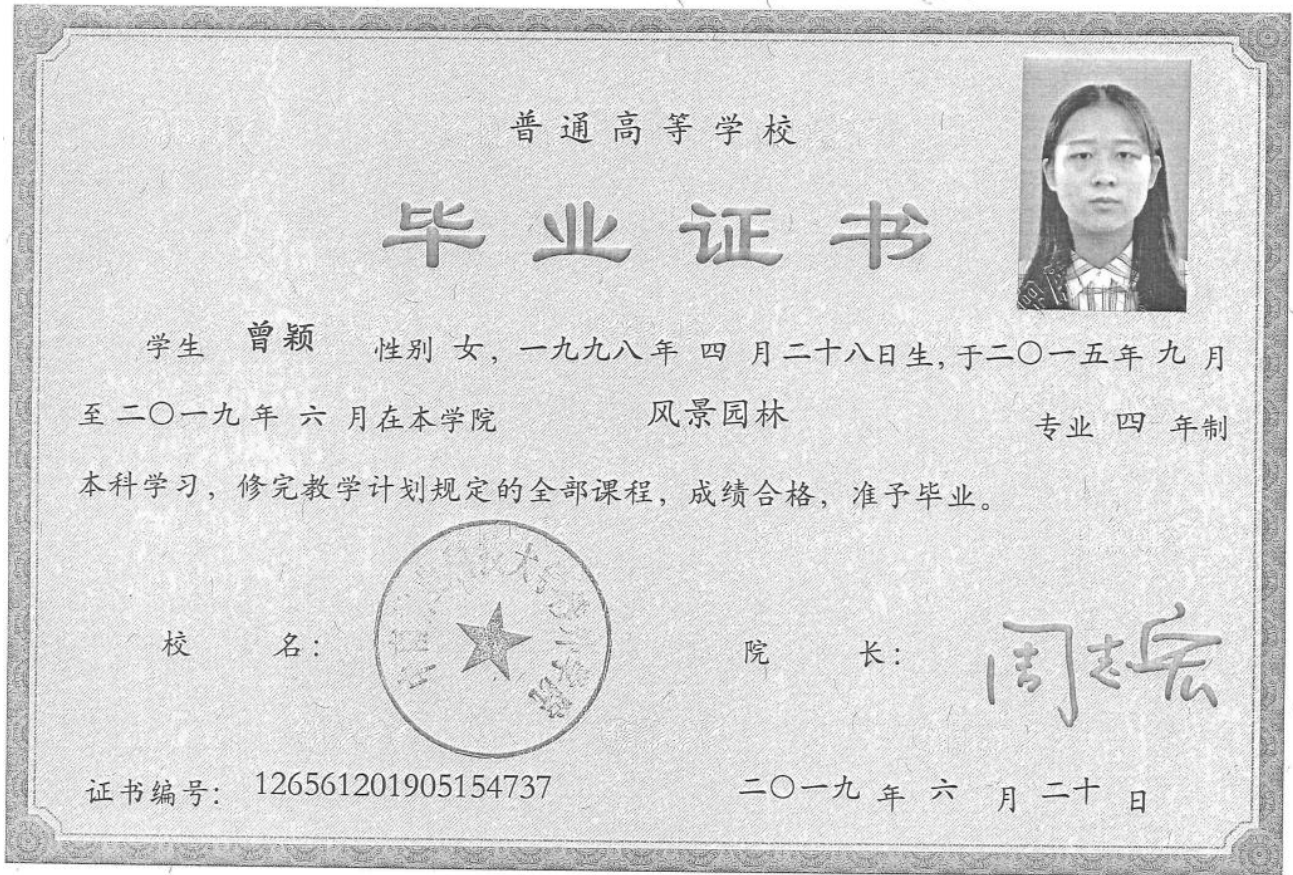 普通高等学校
毕业证书
学生 曾颖 性别 女，一九九八年 四 月二十八日生，于二〇一五年 九 月
至 二〇一九 年 六 月在本学院 风景园林 专业 四 年制
本科学习，修完教学计划规定的全部课程，成绩合格，准予毕业。
校 名： 院 长：
证书编号： 126561201905154737 二〇一九 年 六 月 二十 日